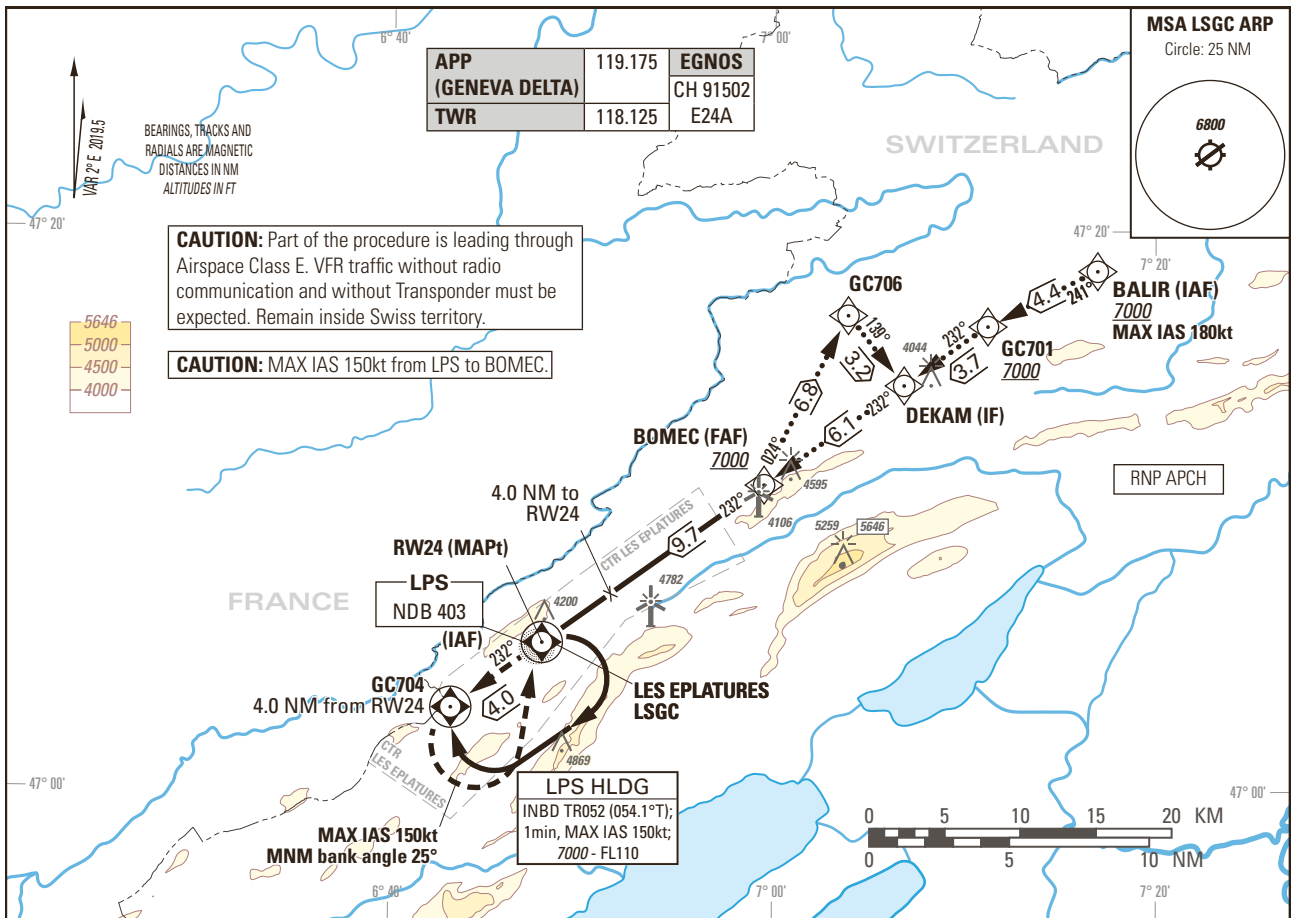 6° 40'
7° 00'
MSA LSGC ARP
Circle: 25 NM
6800
APP
(GENEVA DELTA)
119.175
EGNOS
CH 91502
E24A
TWR
118.125
VAR 2° E 2019.5
BEARINGS, TRACKS AND
RADIALS ARE MAGNETIC
DISTANCES IN NM
ALTITUDES IN FT
SWITZERLAND
47° 20'
47° 20'
7° 20'
CAUTION: Part of the procedure is leading through
Airspace Class E. VFR traffic without radio
communication and without Transponder must be
expected. Remain inside Swiss territory.
CAUTION: MAX IAS 150kt from LPS to BOMEC.
5646
5000
4500
4000
GC706
139°
3.2
4.4
241°
BALIR (IAF)
7000
MAX IAS 180kt
232°
GC701
7000
3.7
4044
DEKAM (IF)
232°
6.1
6.8
024°
BOMEC (FAF)
7000
4595
4106
232°
RNP APCH
5259
5646
4.0 NM to
RW24
9.7
CTR LES EPLATURES
RW24 (MAPt)
LPS
NDB 403
(IAF)
FRANCE
4200
4782
232°
GC704
4.0 NM from RW24
4.0
LES EPLATURES
LSGC
4869
CTR
LES EPLATURES
47° 00'
47° 00'
LPS HLDG
INBD TR052 (054.1°T);
1min, MAX IAS 150kt;
7000 - FL110
MAX IAS 150kt
MNM bank angle 25°
0 5 10 15 20 KM
0 5 10 NM
6° 40'
7° 00'
7° 20'